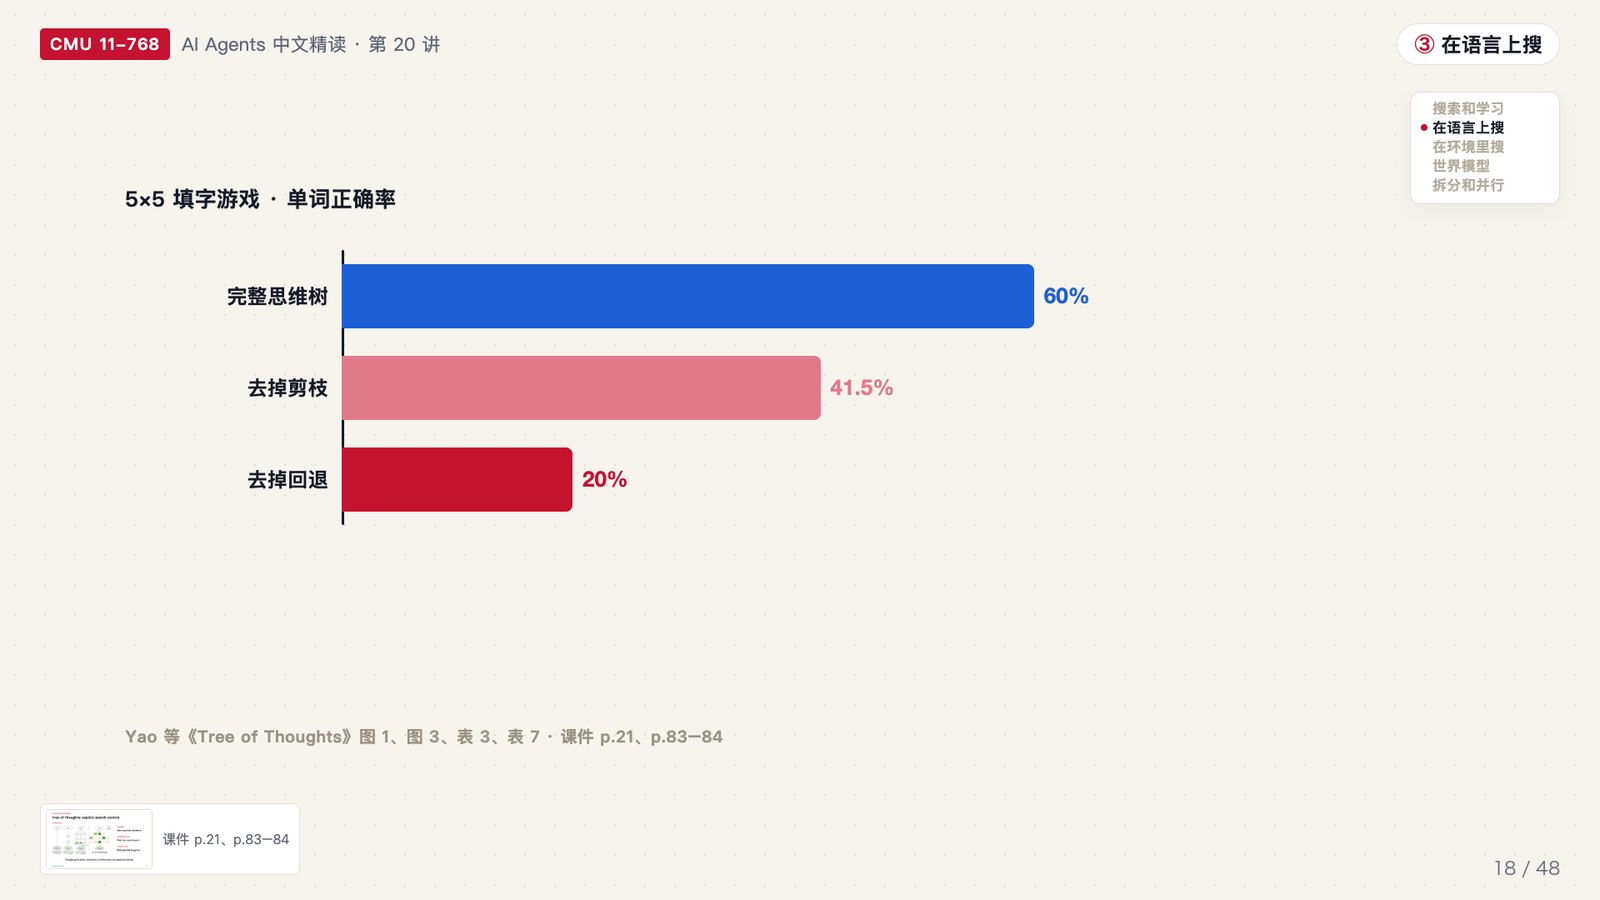 CMU 11-768 AI Agents 中文精读 · 第 20 讲
③ 在语言上搜
搜索和学习
在语言上搜
在环境里搜
世界模型
拆分和并行
5×5 填字游戏 · 单词正确率
完整思维树 60%
去掉剪枝 41.5%
去掉回退 20%
Yao 等《Tree of Thoughts》图 1、图 3、表 3、表 7 · 课件 p.21、p.83–84
课件 p.21、p.83–84
18 / 48